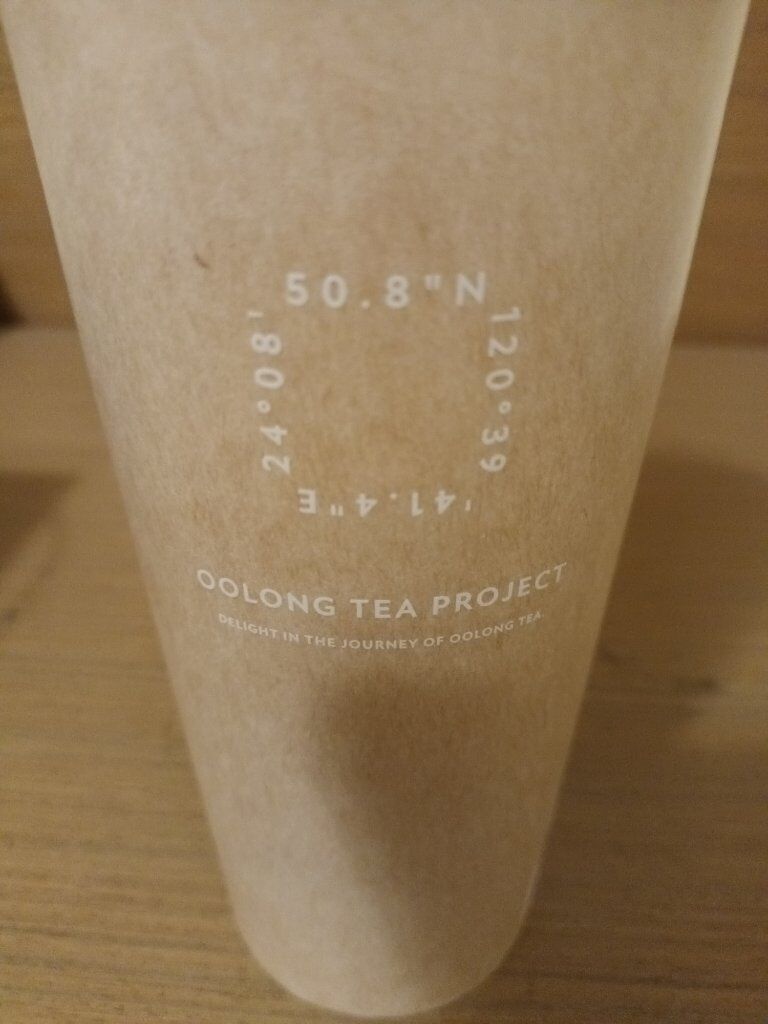 24°08'
50.8"N
120°39
'41.4"E
OOLONG TEA PROJECT
DELIGHT IN THE JOURNEY OF OOLONG TEA.